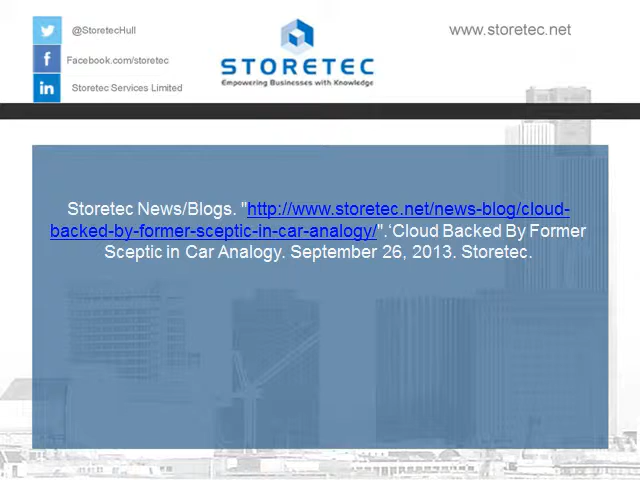 @StoretecHull
www.storetec.net
Facebook.com/storetec
STORETEC
Empowering Businesses with Knowledge
Storetec Services Limited
Storetec News/Blogs. "http://www.storetec.net/news-blog/cloud-
backed-by-former-sceptic-in-car-analogy/".‘Cloud Backed By Former
Sceptic in Car Analogy. September 26, 2013. Storetec.